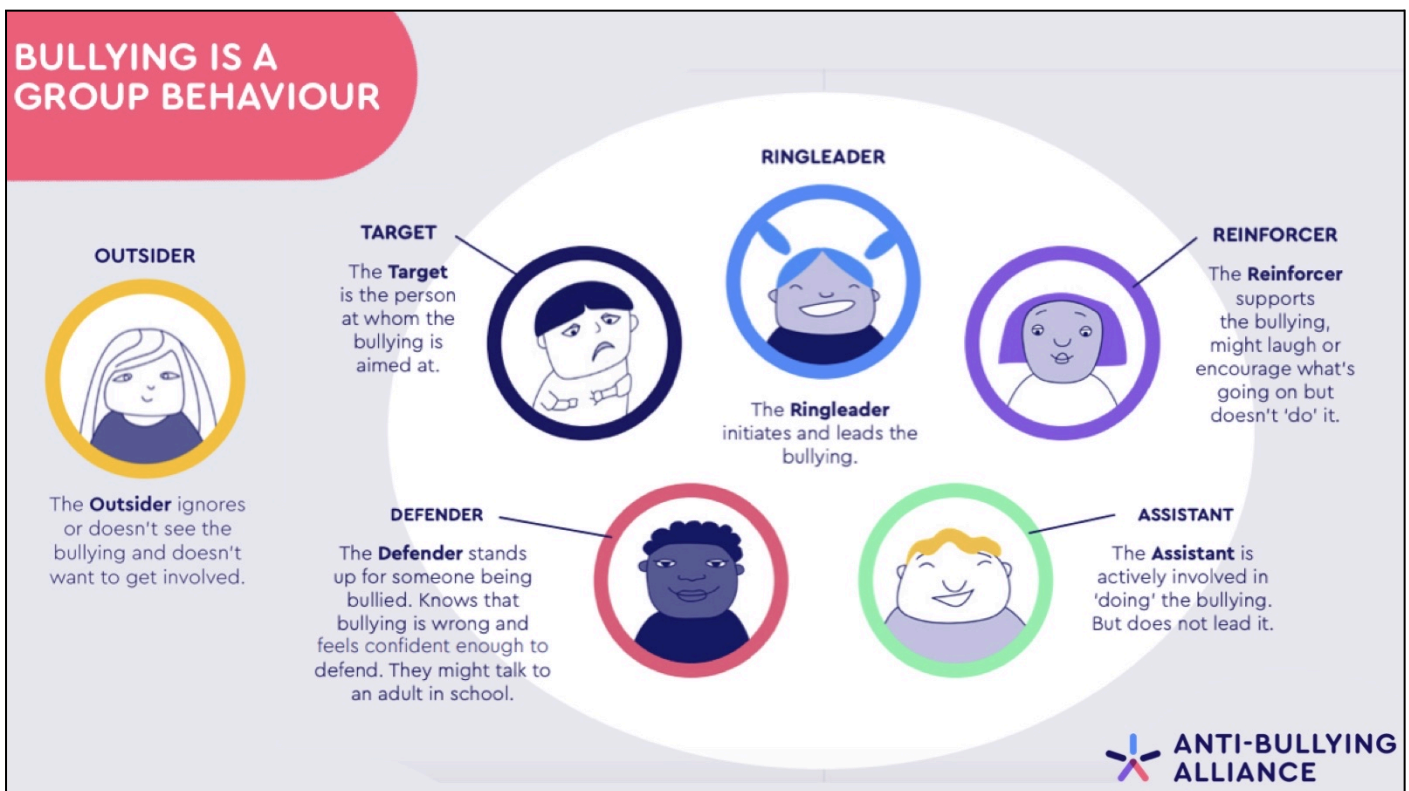 BULLYING IS A
GROUP BEHAVIOUR
OUTSIDER
The Outsider ignores
or doesn't see the
bullying and doesn't
want to get involved.
TARGET
The Target
is the person
at whom the
bullying is
aimed at.
RINGLEADER
The Ringleader
initiates and leads the
bullying.
REINFORCER
The Reinforcer
supports
the bullying,
might laugh or
encourage what's
going on but
doesn't 'do' it.
DEFENDER
The Defender stands
up for someone being
bullied. Knows that
bullying is wrong and
feels confident enough to
defend. They might talk to
an adult in school.
ASSISTANT
The Assistant is
actively involved in
'doing' the bullying.
But does not lead it.
ANTI-BULLYING
ALLIANCE